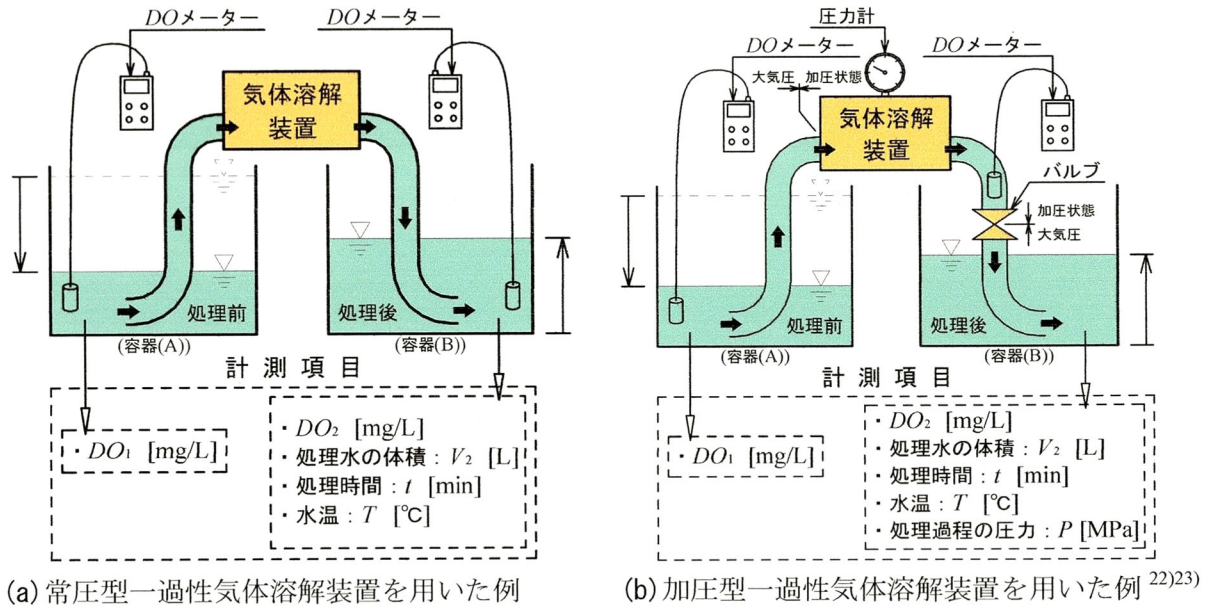 DOメーター
DOメーター
気体溶解
装置
処理前
処理後
(容器(A))
(容器(B))
計測項目
・DO₁ [mg/L]
・DO₂ [mg/L]
・処理水の体積：V₂ [L]
・処理時間：t [min]
・水温：T [℃]
(a) 常圧型一過性気体溶解装置を用いた例
圧力計
DOメーター
DOメーター
大気圧
加圧状態
気体溶解
装置
バルブ
加圧状態
大気圧
処理前
処理後
(容器(A))
(容器(B))
計測項目
・DO₁ [mg/L]
・DO₂ [mg/L]
・処理水の体積：V₂ [L]
・処理時間：t [min]
・水温：T [℃]
・処理過程の圧力：P [MPa]
(b) 加圧型一過性気体溶解装置を用いた例 22)23)